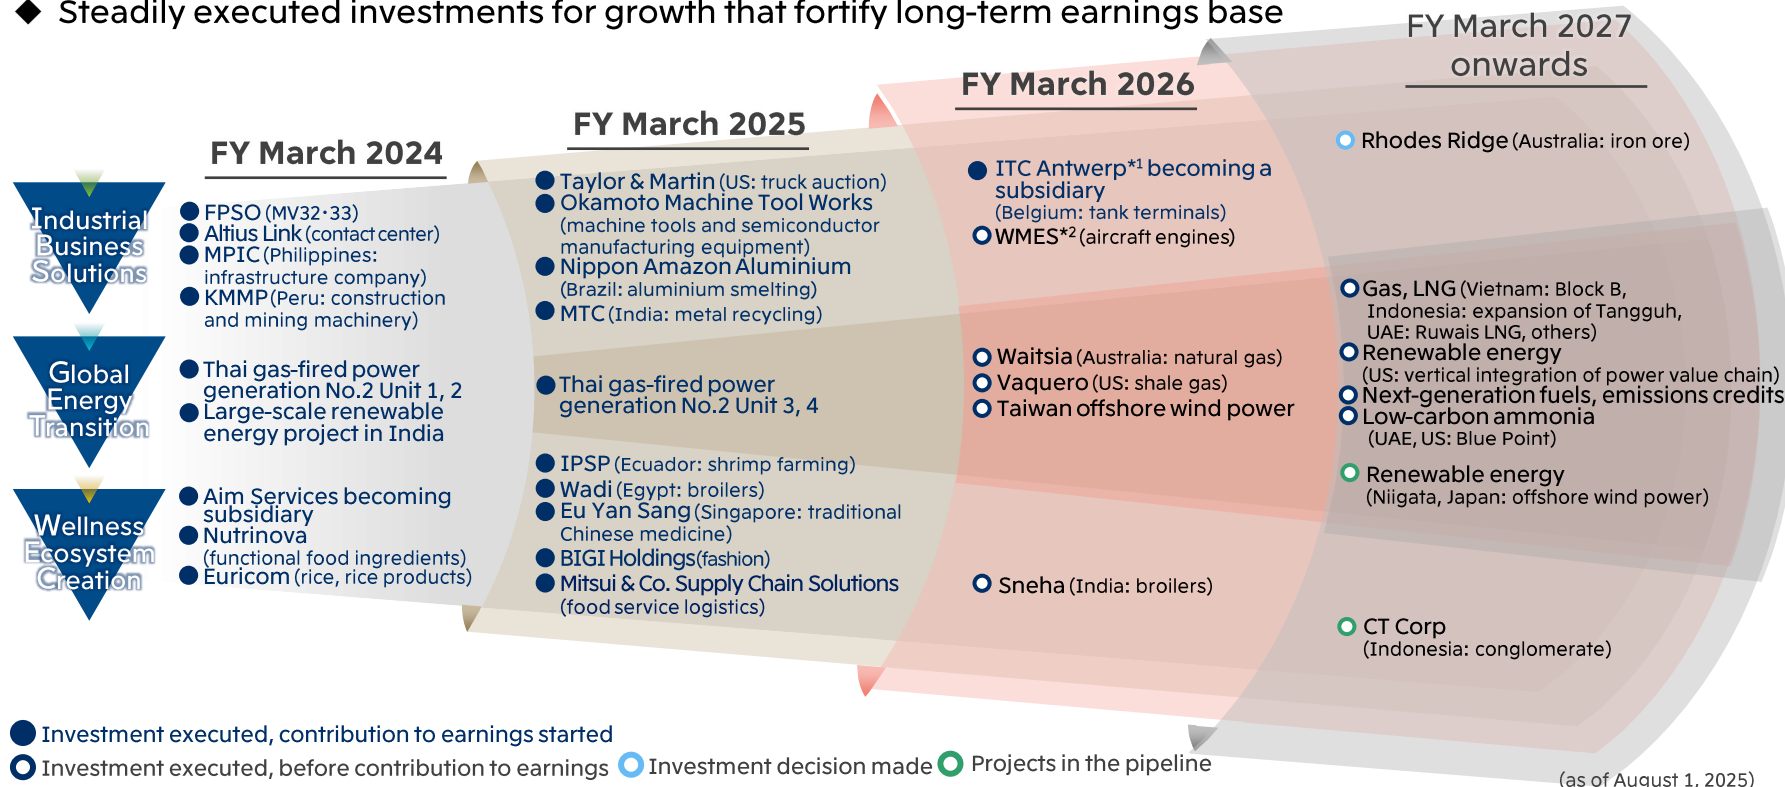 ◆ Steadily executed investments for growth that fortify long-term earnings base
FY March 2024
FY March 2025
FY March 2026
FY March 2027
onwards
Industrial
Business
Solutions
FPSO (MV32·33)
Altius Link (contact center)
MPIC (Philippines:
infrastructure company)
KMMP (Peru: construction
and mining machinery)
Taylor & Martin (US: truck auction)
Okamoto Machine Tool Works
(machine tools and semiconductor
manufacturing equipment)
Nippon Amazon Aluminium
(Brazil: aluminium smelting)
MTC (India: metal recycling)
ITC Antwerp*1 becoming a
subsidiary
(Belgium: tank terminals)
WMES*2 (aircraft engines)
Rhodes Ridge (Australia: iron ore)
Global
Energy
Transition
Thai gas-fired power
generation No.2 Unit 1, 2
Large-scale renewable
energy project in India
Thai gas-fired power
generation No.2 Unit 3, 4
Waitsia (Australia: natural gas)
Vaquero (US: shale gas)
Taiwan offshore wind power
Gas, LNG (Vietnam: Block B,
Indonesia: expansion of Tangguh,
UAE: Ruwais LNG, others)
Renewable energy
(US: vertical integration of power value chain)
Next-generation fuels, emissions credits
Low-carbon ammonia
(UAE, US: Blue Point)
Renewable energy
(Niigata, Japan: offshore wind power)
Wellness
Ecosystem
Creation
Aim Services becoming
subsidiary
Nutrinova
(functional food ingredients)
Euricom (rice, rice products)
IPSP (Ecuador: shrimp farming)
Wadi (Egypt: broilers)
Eu Yan Sang (Singapore: traditional
Chinese medicine)
BIGI Holdings (fashion)
Mitsui & Co. Supply Chain Solutions
(food service logistics)
Sneha (India: broilers)
CT Corp
(Indonesia: conglomerate)
Investment executed, contribution to earnings started
Investment executed, before contribution to earnings
Investment decision made
Projects in the pipeline
(as of August 1, 2025)